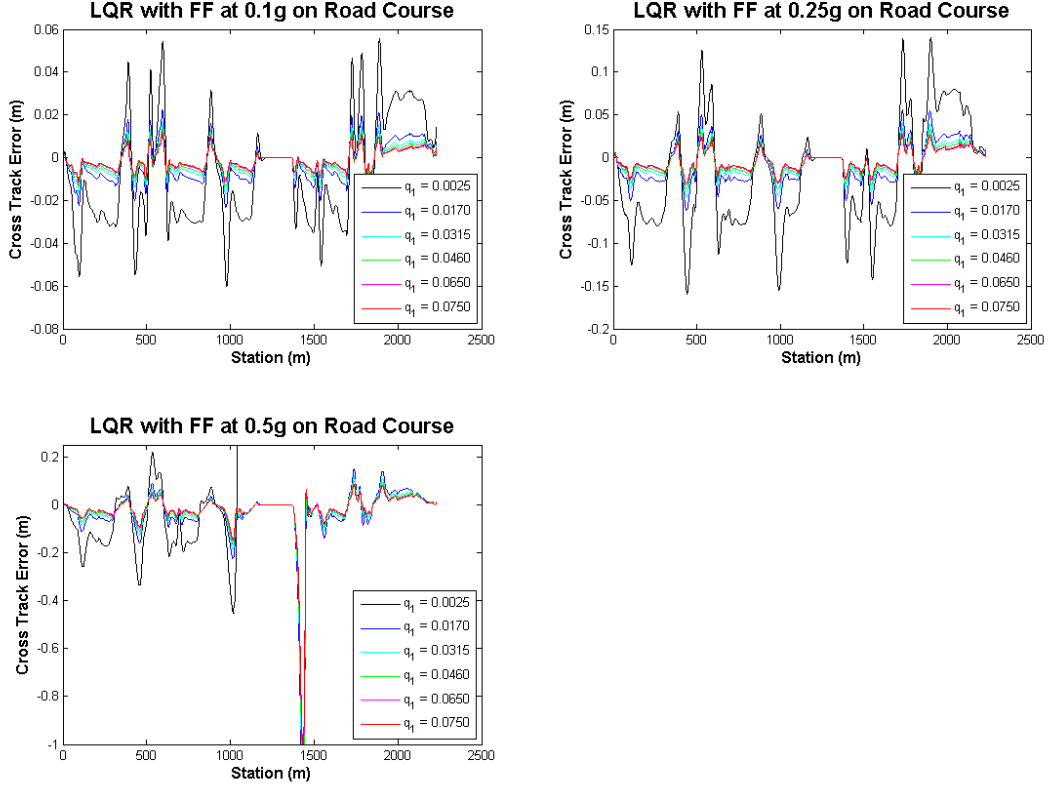 LQR with FF at 0.1g on Road Course
0.06
0.04
0.02
0
-0.02
-0.04
-0.06
-0.08
Cross Track Error (m)
0 500 1000 1500 2000 2500
Station (m)
q1 = 0.0025
q1 = 0.0170
q1 = 0.0315
q1 = 0.0460
q1 = 0.0650
q1 = 0.0750
LQR with FF at 0.25g on Road Course
0.15
0.1
0.05
0
-0.05
-0.1
-0.15
-0.2
Cross Track Error (m)
0 500 1000 1500 2000 2500
Station (m)
q1 = 0.0025
q1 = 0.0170
q1 = 0.0315
q1 = 0.0460
q1 = 0.0650
q1 = 0.0750
LQR with FF at 0.5g on Road Course
0.2
0
-0.2
-0.4
-0.6
-0.8
-1
Cross Track Error (m)
0 500 1000 1500 2000 2500
Station (m)
q1 = 0.0025
q1 = 0.0170
q1 = 0.0315
q1 = 0.0460
q1 = 0.0650
q1 = 0.0750